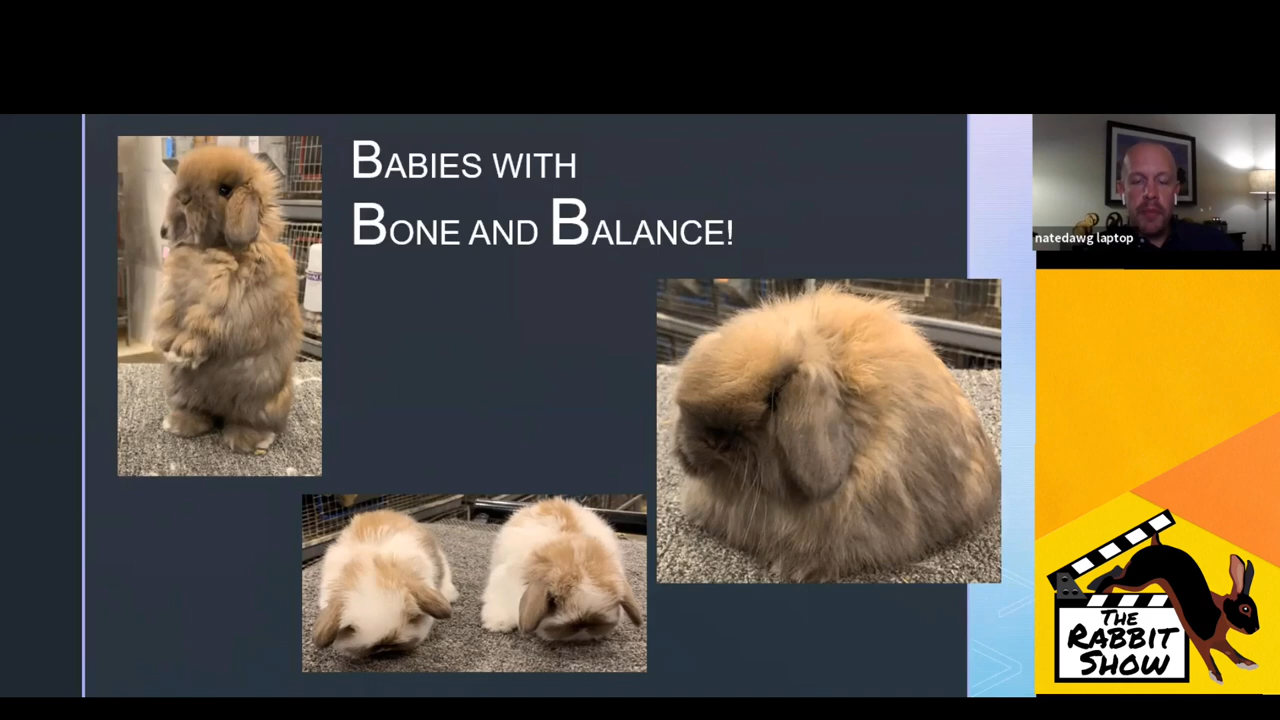 BABIES WITH
BONE AND BALANCE!
natedawg laptop
THE
RABBIT
SHOW